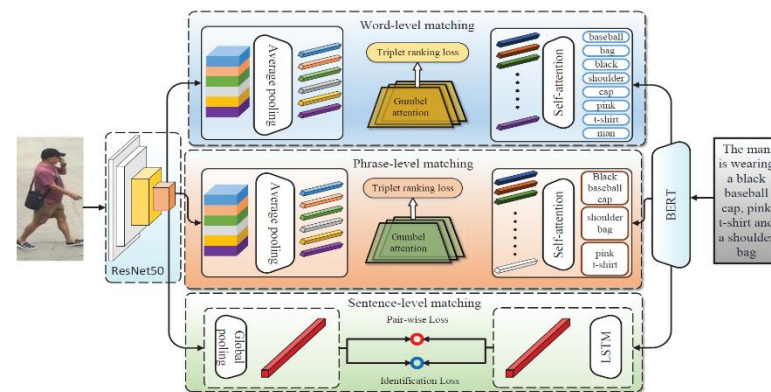 Word-level matching
Average pooling
Triplet ranking loss
Gumbel
attention
Self-attention
baseball
bag
black
shoulder
cap
pink
t-shirt
man
ResNet50
Phrase-level matching
Average pooling
Triplet ranking loss
Gumbel
attention
Self-attention
Black
baseball
cap
shoulder
bag
pink
t-shirt
BERT
The man
is wearing
a black
baseball
cap, pink
t-shirt and
a shoulder
bag
Sentence-level matching
Global
pooling
Pair-wise Loss
Identification Loss
LSTM